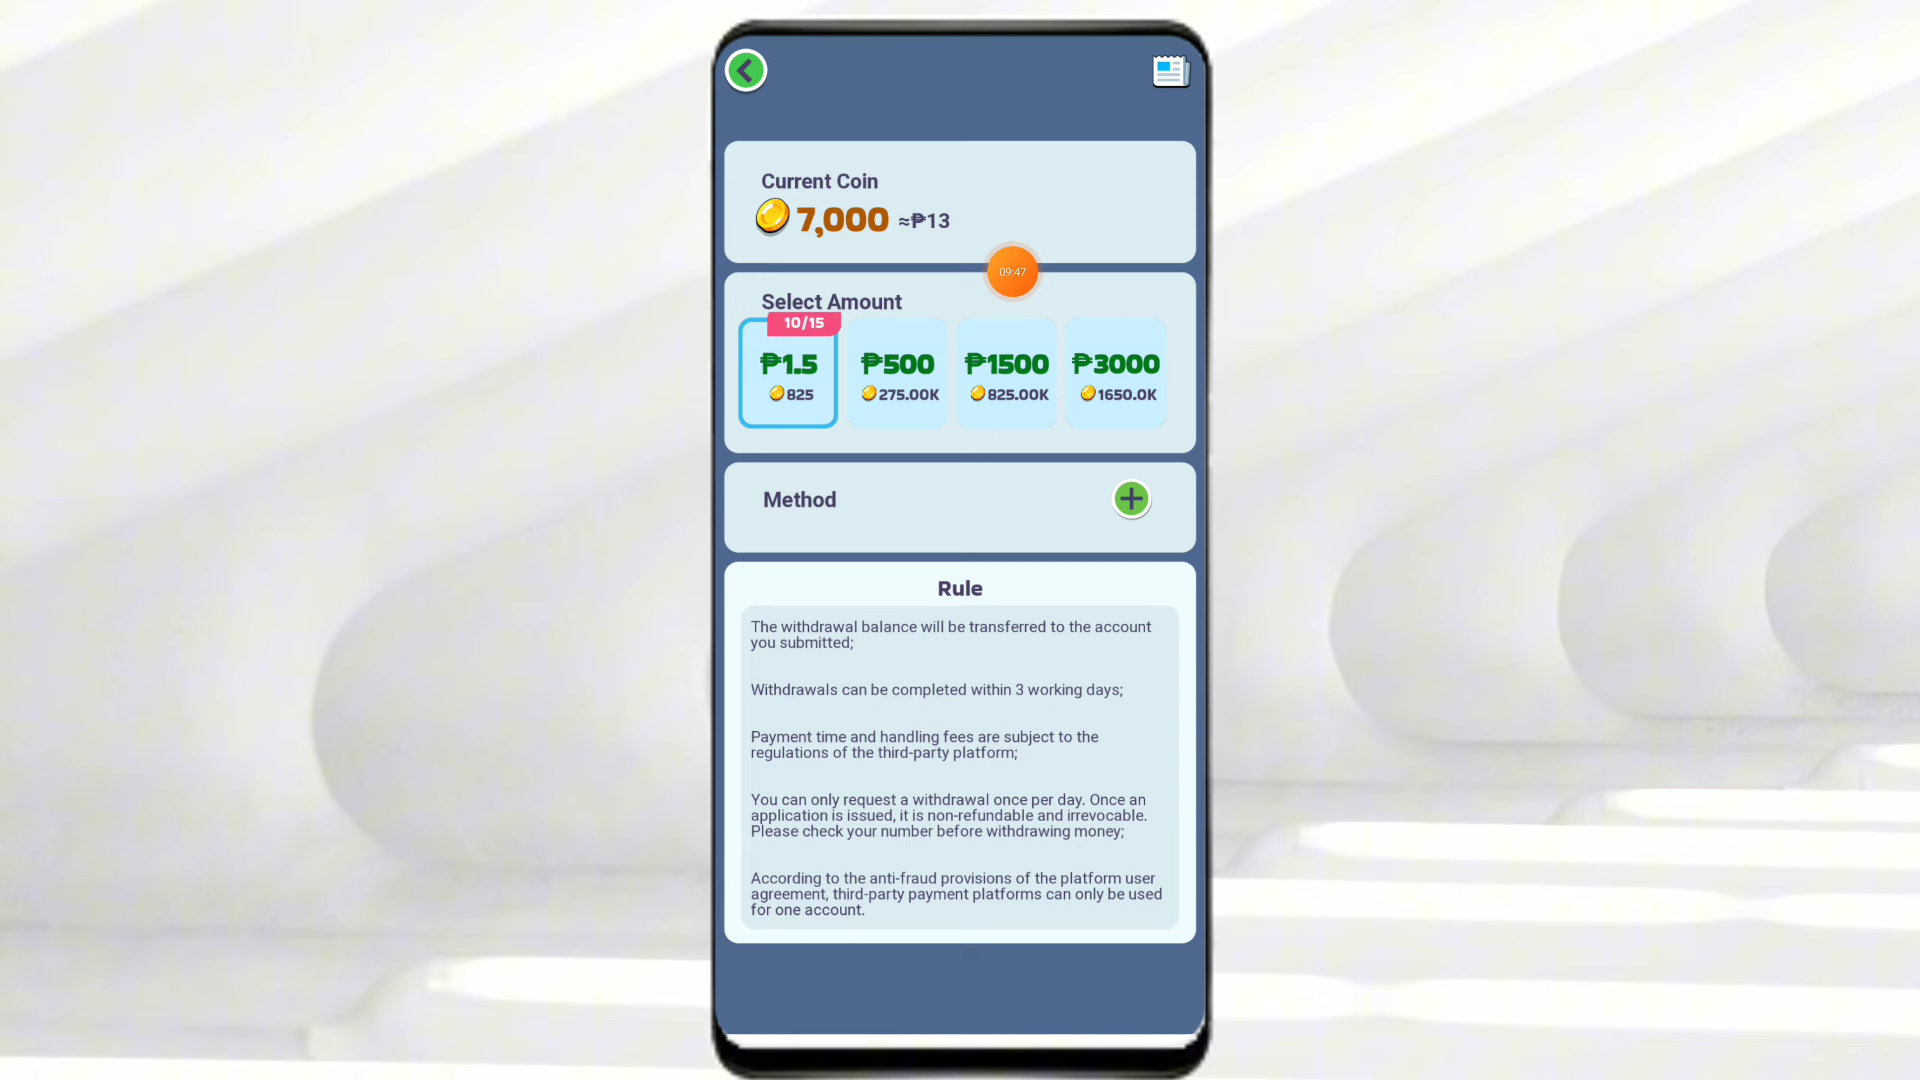 Current Coin
7,000 ≈₱13
09:47
Select Amount
10/15
₱1.5
825
₱500
275.00K
₱1500
825.00K
₱3000
1650.0K
Method
Rule
The withdrawal balance will be transferred to the account
you submitted;
Withdrawals can be completed within 3 working days;
Payment time and handling fees are subject to the
regulations of the third-party platform;
You can only request a withdrawal once per day. Once an
application is issued, it is non-refundable and irrevocable.
Please check your number before withdrawing money;
According to the anti-fraud provisions of the platform user
agreement, third-party payment platforms can only be used
for one account.